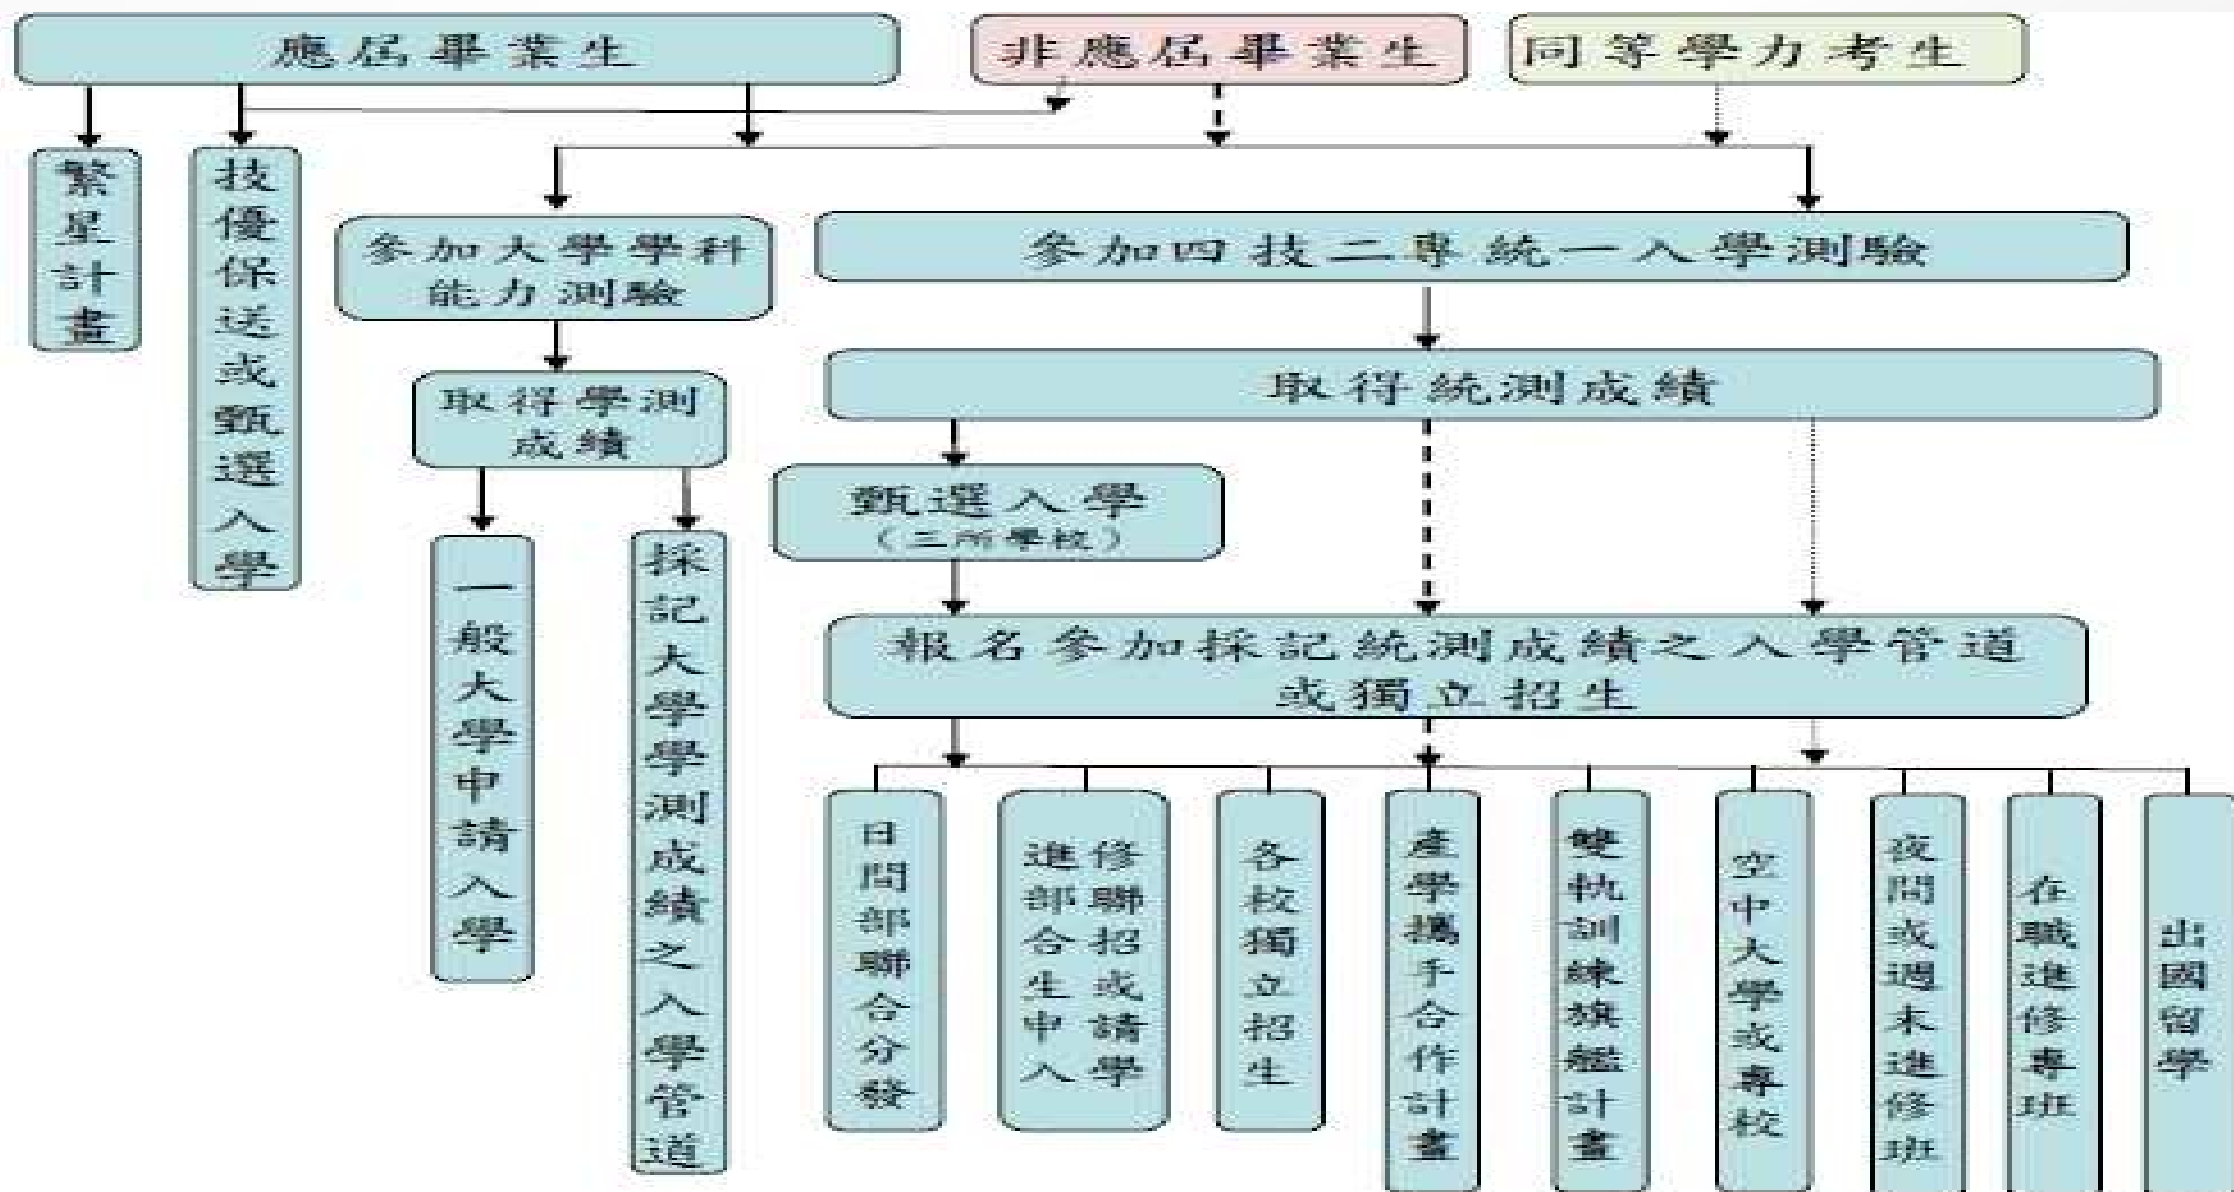 應屆畢業生
非應屆畢業生
同等學力考生
繁星計畫
技優保送或甄選入學
參加大學學科
能力測驗
參加四技二專統一入學測驗
取得學測
成績
取得統測成績
甄選入學
（三所學校）
一般大學申請入學
採記大學學測成績之入學管道
報名參加採記統測成績之入學管道
或獨立招生
日間部聯合分發
進修
部聯
合招
生或
申請
入學
各校獨立招生
產學攜手合作計畫
雙執訓練旗艦計畫
空中大學或專校
夜間或週末進修班
在職進修專班
出國留學